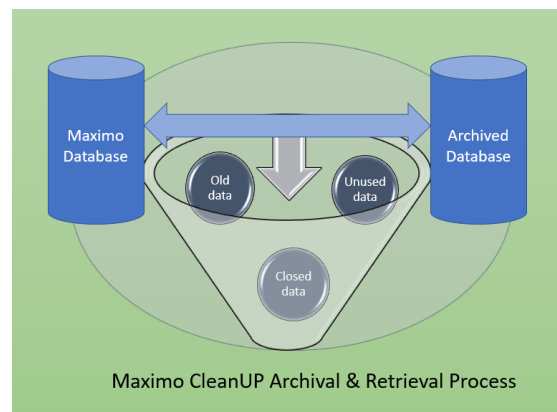 Maximo
Database
Archived
Database
Old
data
Unused
data
Closed
data
Maximo CleanUP Archival & Retrieval Process